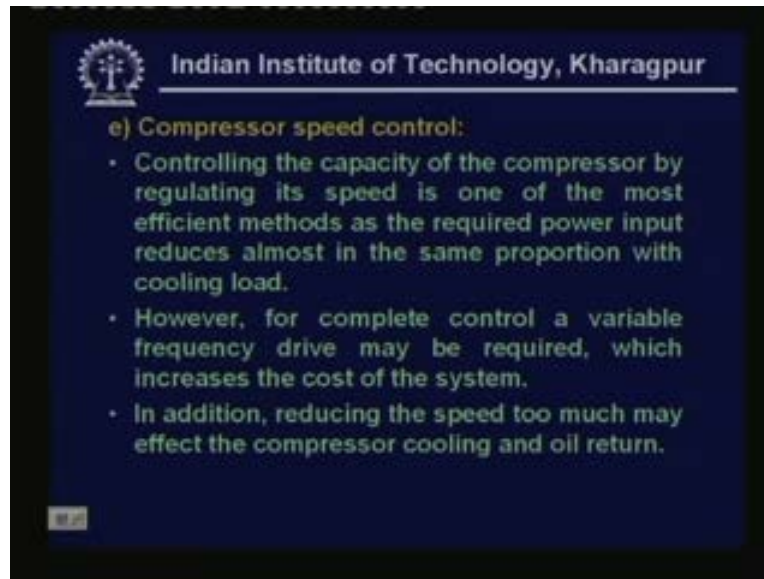 Indian Institute of Technology, Kharagpur
e) Compressor speed control:
• Controlling the capacity of the compressor by
regulating its speed is one of the most
efficient methods as the required power input
reduces almost in the same proportion with
cooling load.
• However, for complete control a variable
frequency drive may be required, which
increases the cost of the system.
• In addition, reducing the speed too much may
effect the compressor cooling and oil return.